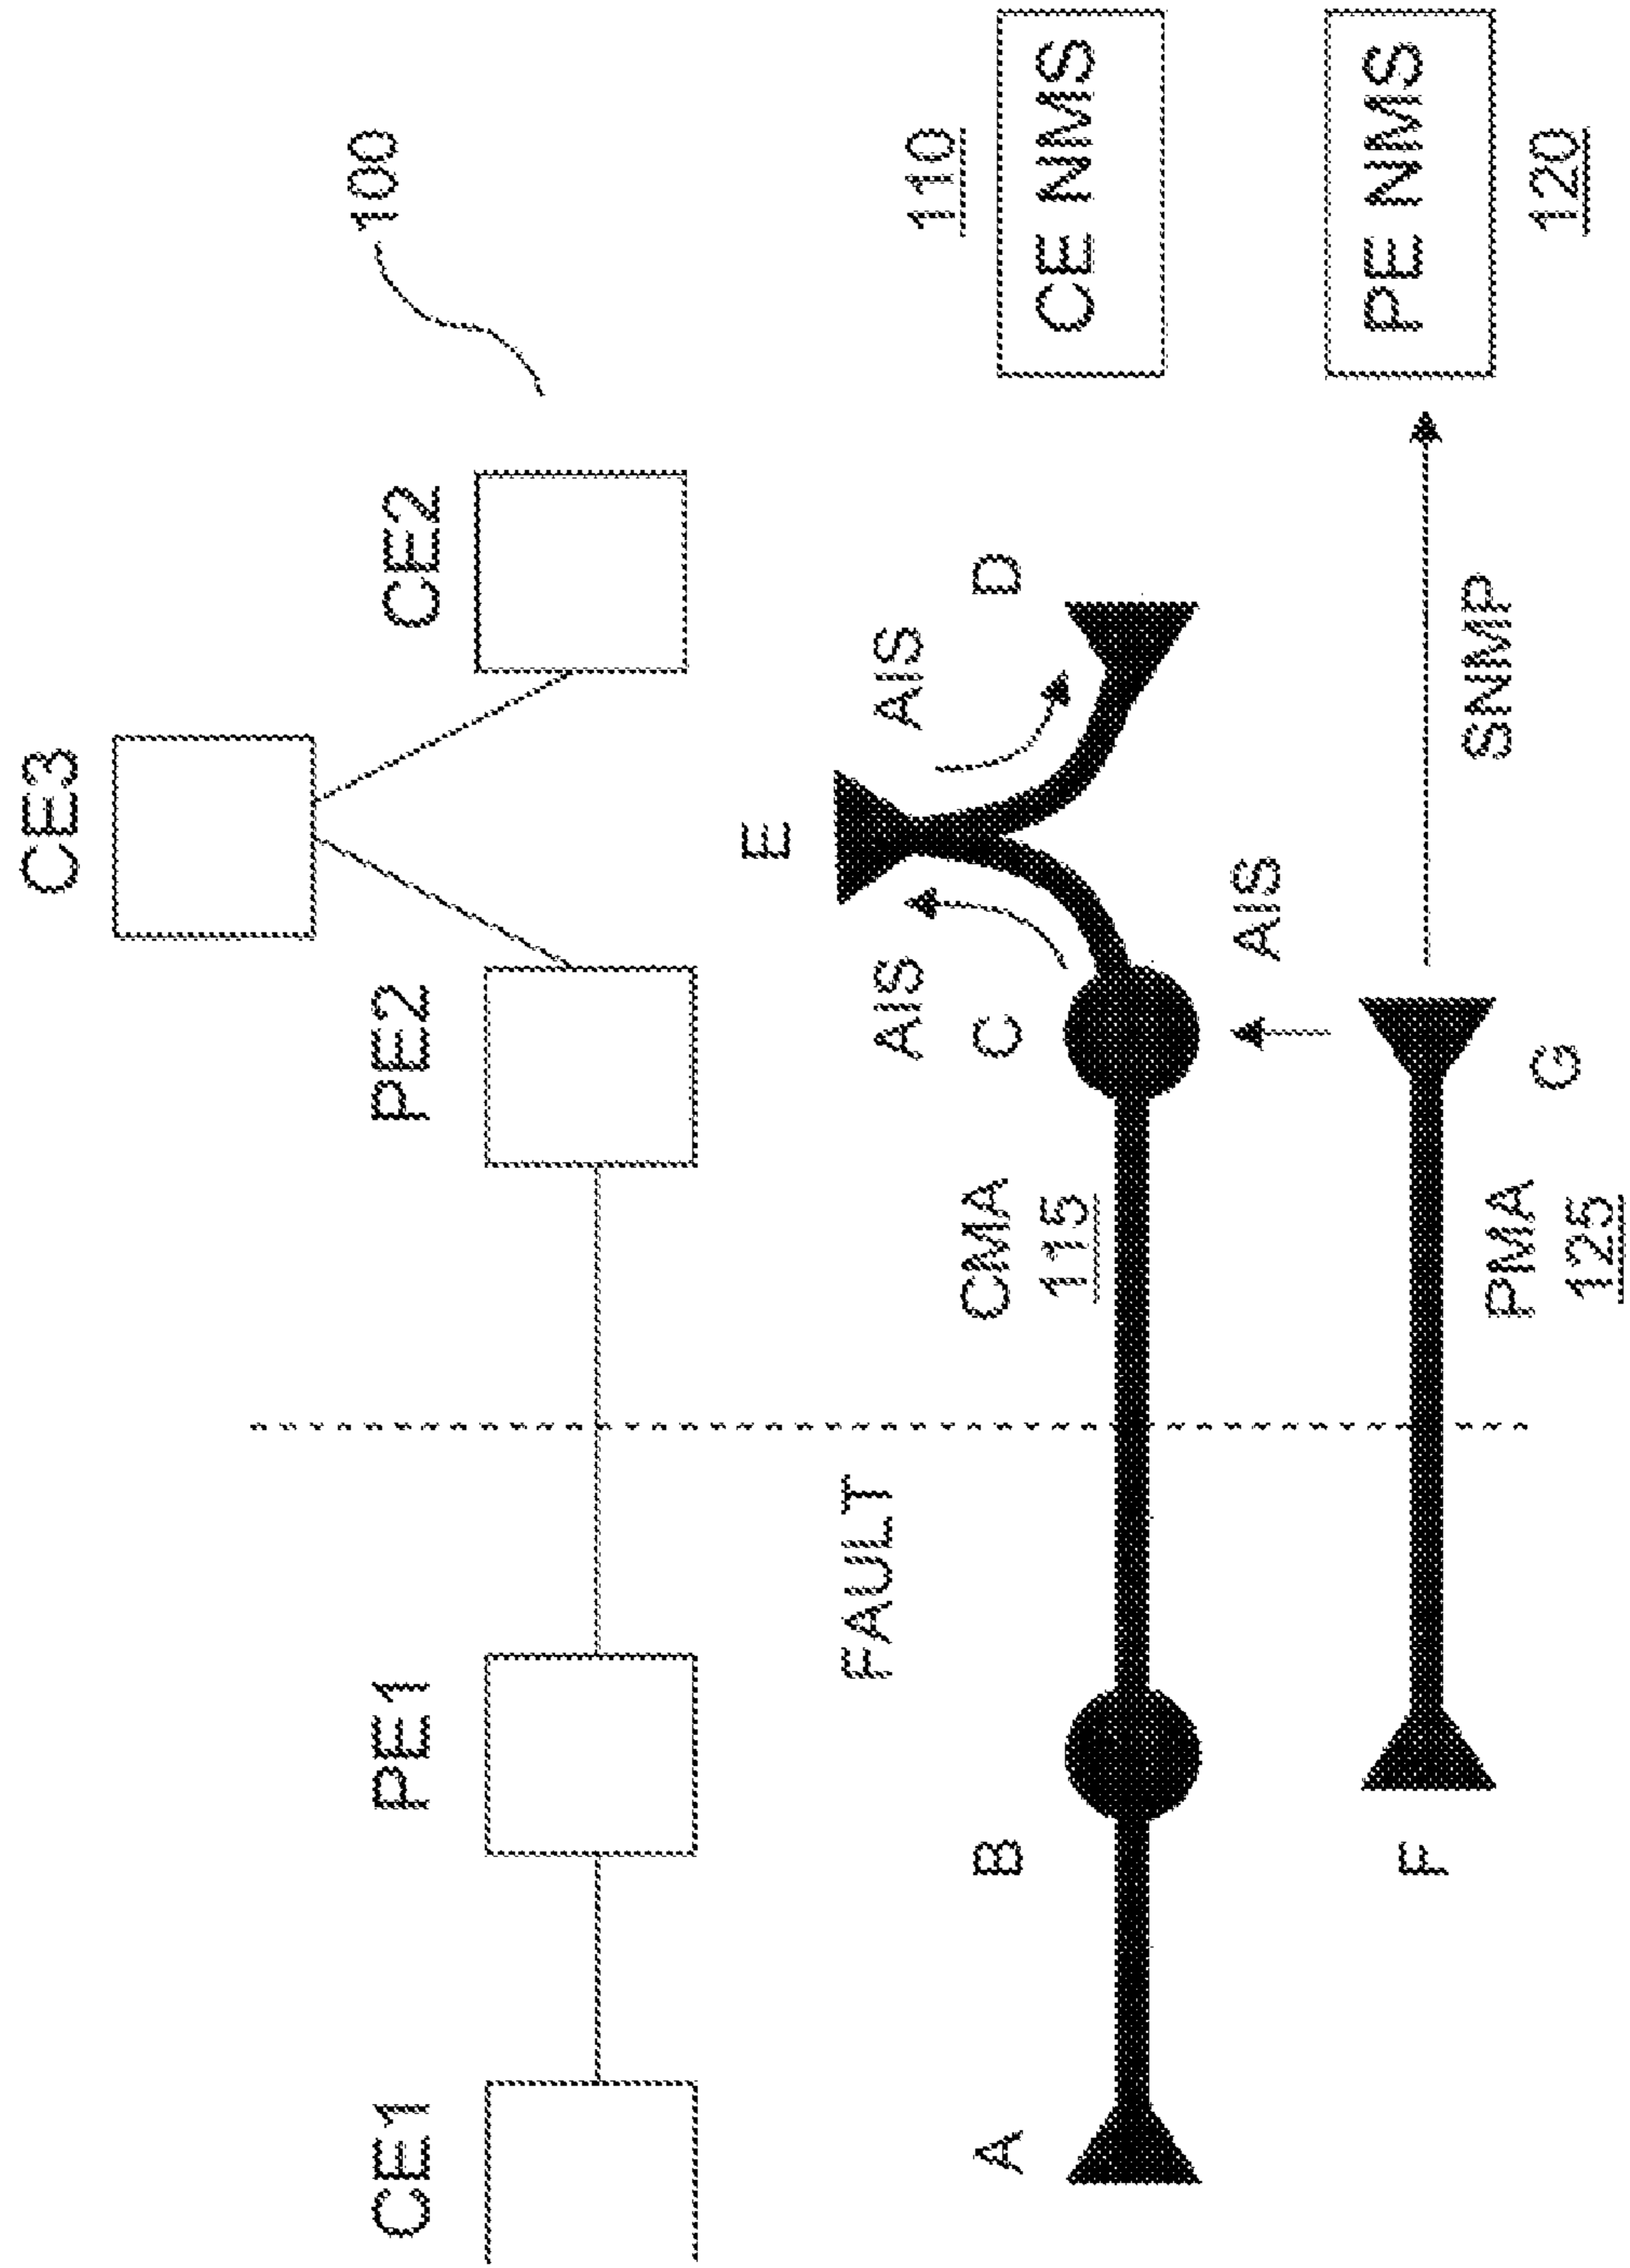 100
CE3
CE1
PE1
PE2
CE2
E
FAULT
AIS
AIS
110
A
B
CMA
115
C
D
CE NMS
AIS
F
PE NMS
PMA
125
G
SNMP
120